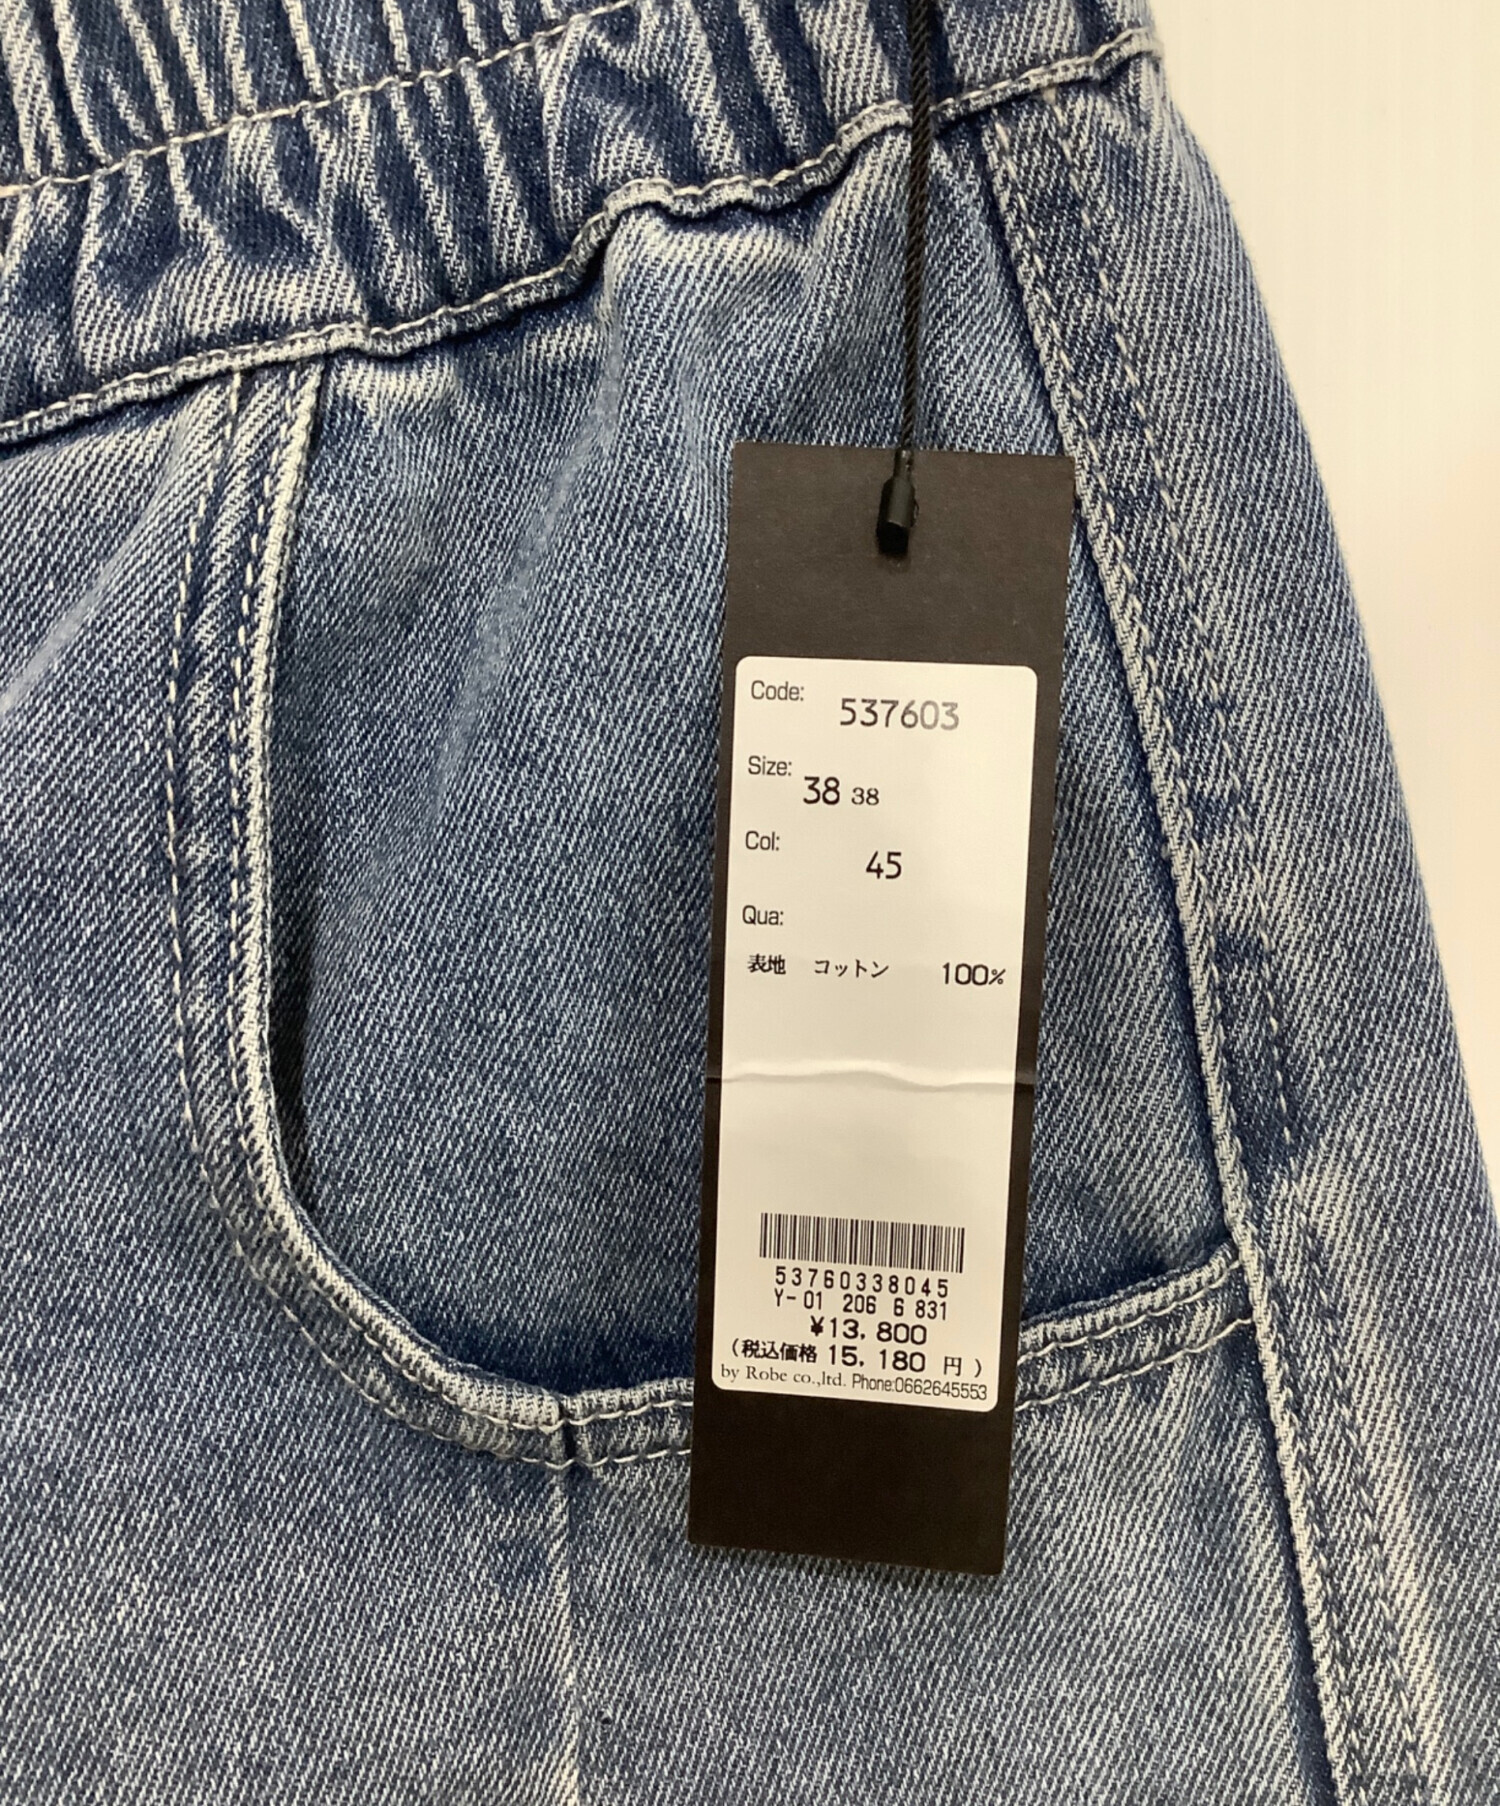 Code: 537603
Size: 38 38
Col: 45
Qua:
表地 コットン 100%
53760338045
Y-01 206 6 831
¥13,800
(税込価格 15,180 円)
by Robe co.,ltd. Phone:0662645553